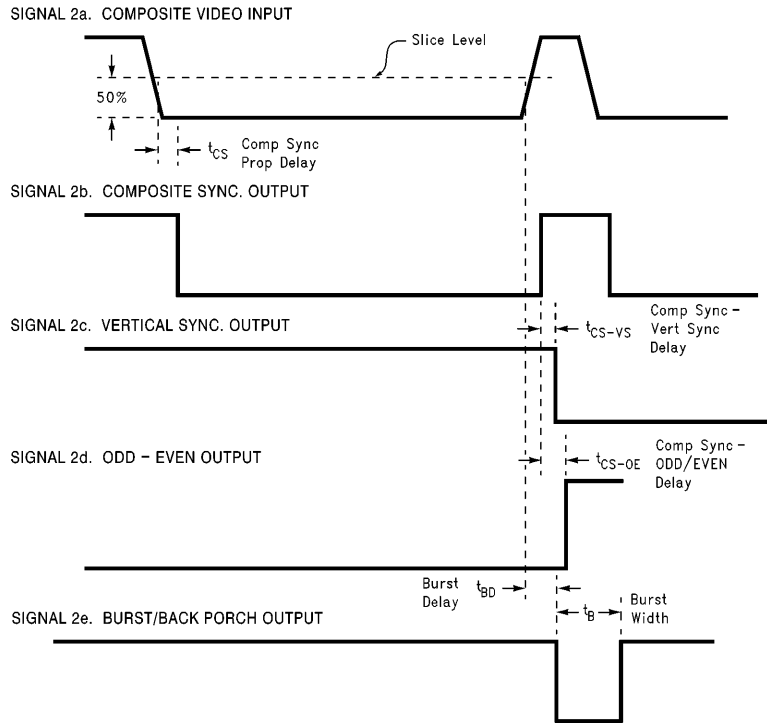 SIGNAL 2a. COMPOSITE VIDEO INPUT
Slice Level
50%
tCS Comp Sync
Prop Delay
SIGNAL 2b. COMPOSITE SYNC. OUTPUT
SIGNAL 2c. VERTICAL SYNC. OUTPUT
tCS-VS Comp Sync –
Vert Sync
Delay
SIGNAL 2d. ODD – EVEN OUTPUT
tCS-OE Comp Sync –
ODD/EVEN
Delay
Burst tBD
Delay
SIGNAL 2e. BURST/BACK PORCH OUTPUT
tB Burst
Width